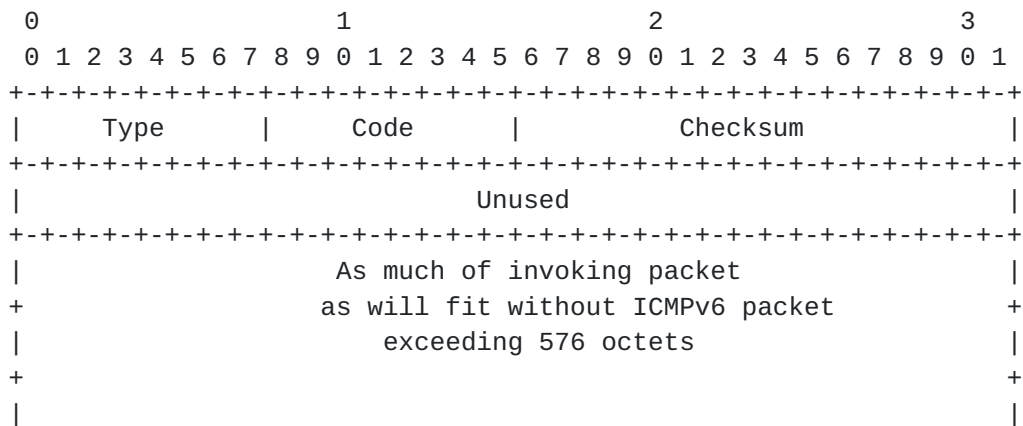 0                   1                   2                   3
0 1 2 3 4 5 6 7 8 9 0 1 2 3 4 5 6 7 8 9 0 1 2 3 4 5 6 7 8 9 0 1
+-+-+-+-+-+-+-+-+-+-+-+-+-+-+-+-+-+-+-+-+-+-+-+-+-+-+-+-+-+-+-+-+
|     Type      |     Code      |          Checksum             |
+-+-+-+-+-+-+-+-+-+-+-+-+-+-+-+-+-+-+-+-+-+-+-+-+-+-+-+-+-+-+-+-+
|                             Unused                            |
+-+-+-+-+-+-+-+-+-+-+-+-+-+-+-+-+-+-+-+-+-+-+-+-+-+-+-+-+-+-+-+-+
|                    As much of invoking packet                 |
+                   as will fit without ICMPv6 packet           +
|                       exceeding 576 octets                    |
+                                                               +
|                                                               |